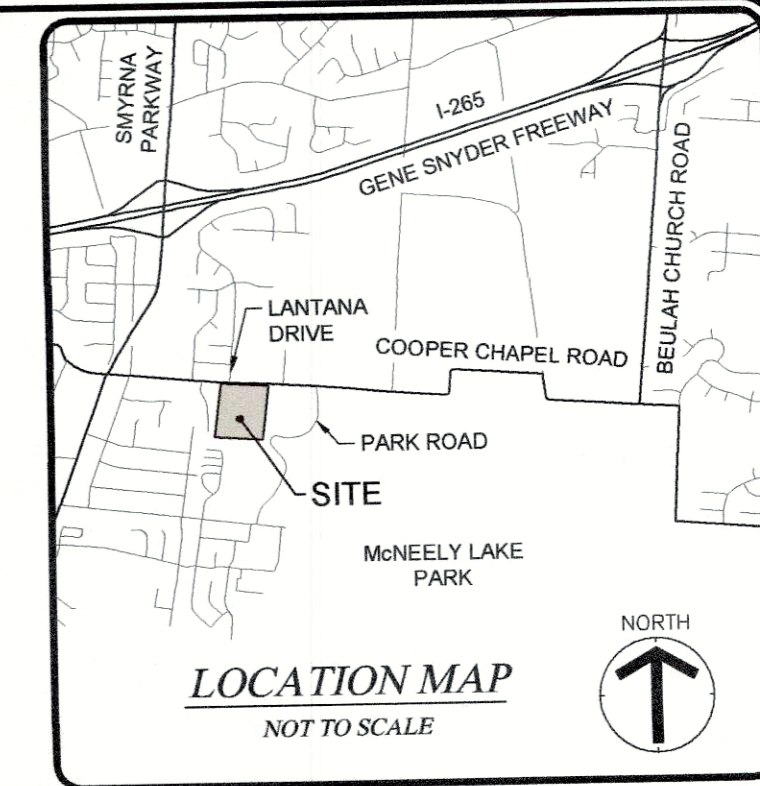 SMYRNA
PARKWAY
I-265
GENE SNYDER FREEWAY
BEULAH CHURCH ROAD
LANTANA
DRIVE
COOPER CHAPEL ROAD
PARK ROAD
SITE
McNEELY LAKE
PARK
NORTH
LOCATION MAP
NOT TO SCALE